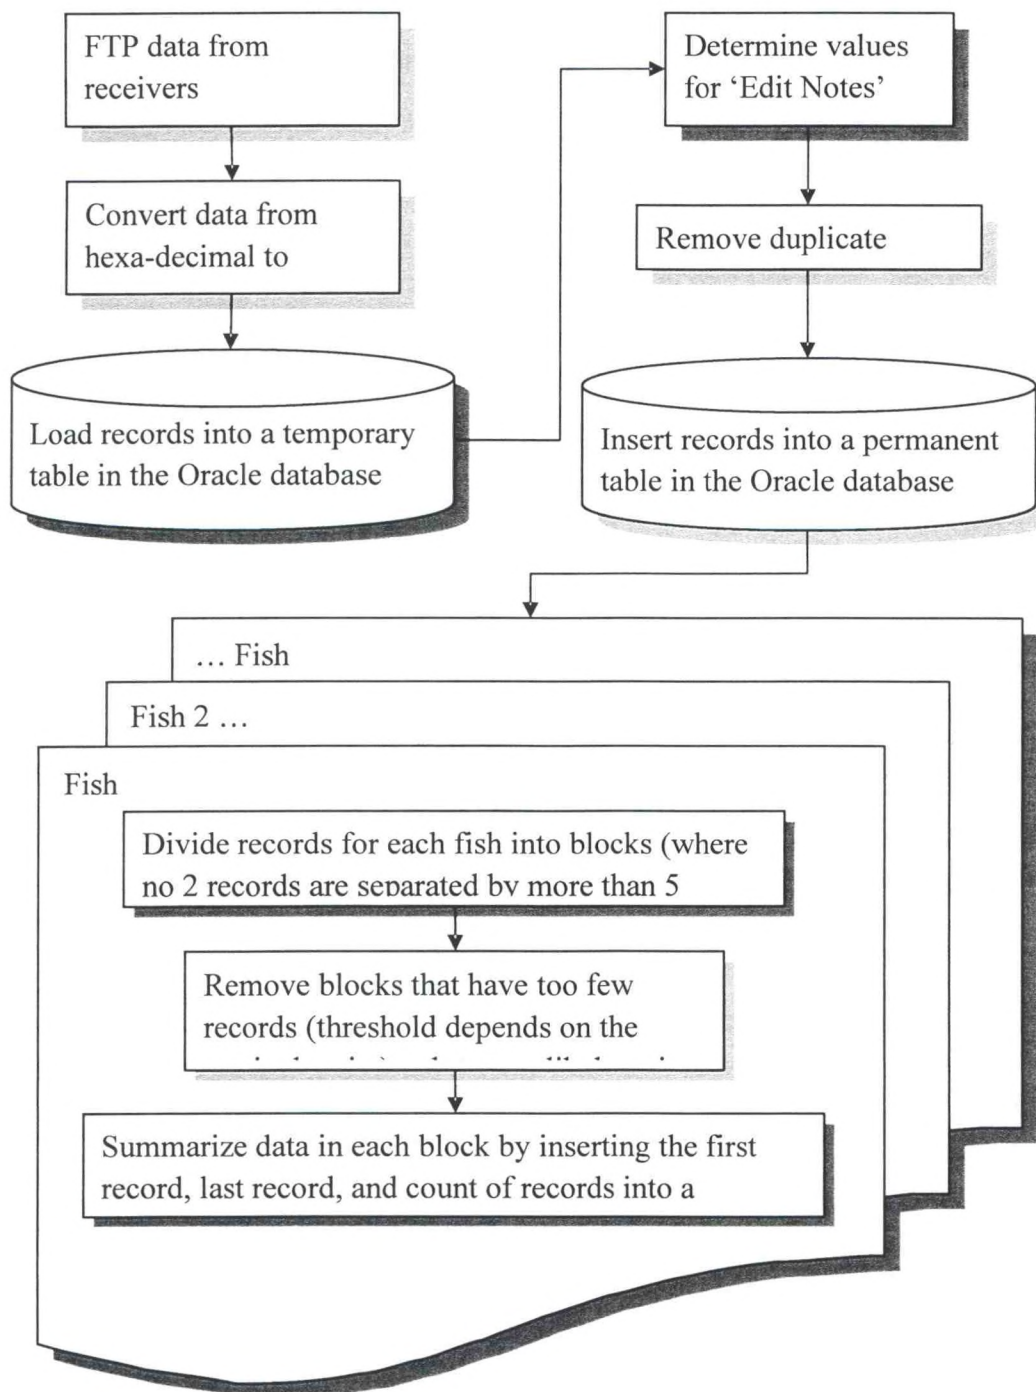 FTP data from
receivers
Convert data from
hexa-decimal to
Load records into a temporary
table in the Oracle database
Determine values
for ‘Edit Notes’
Remove duplicate
Insert records into a permanent
table in the Oracle database
… Fish
Fish 2 …
Fish
Divide records for each fish into blocks (where
no 2 records are separated by more than 5
Remove blocks that have too few
records (threshold depends on the
Summarize data in each block by inserting the first
record, last record, and count of records into a